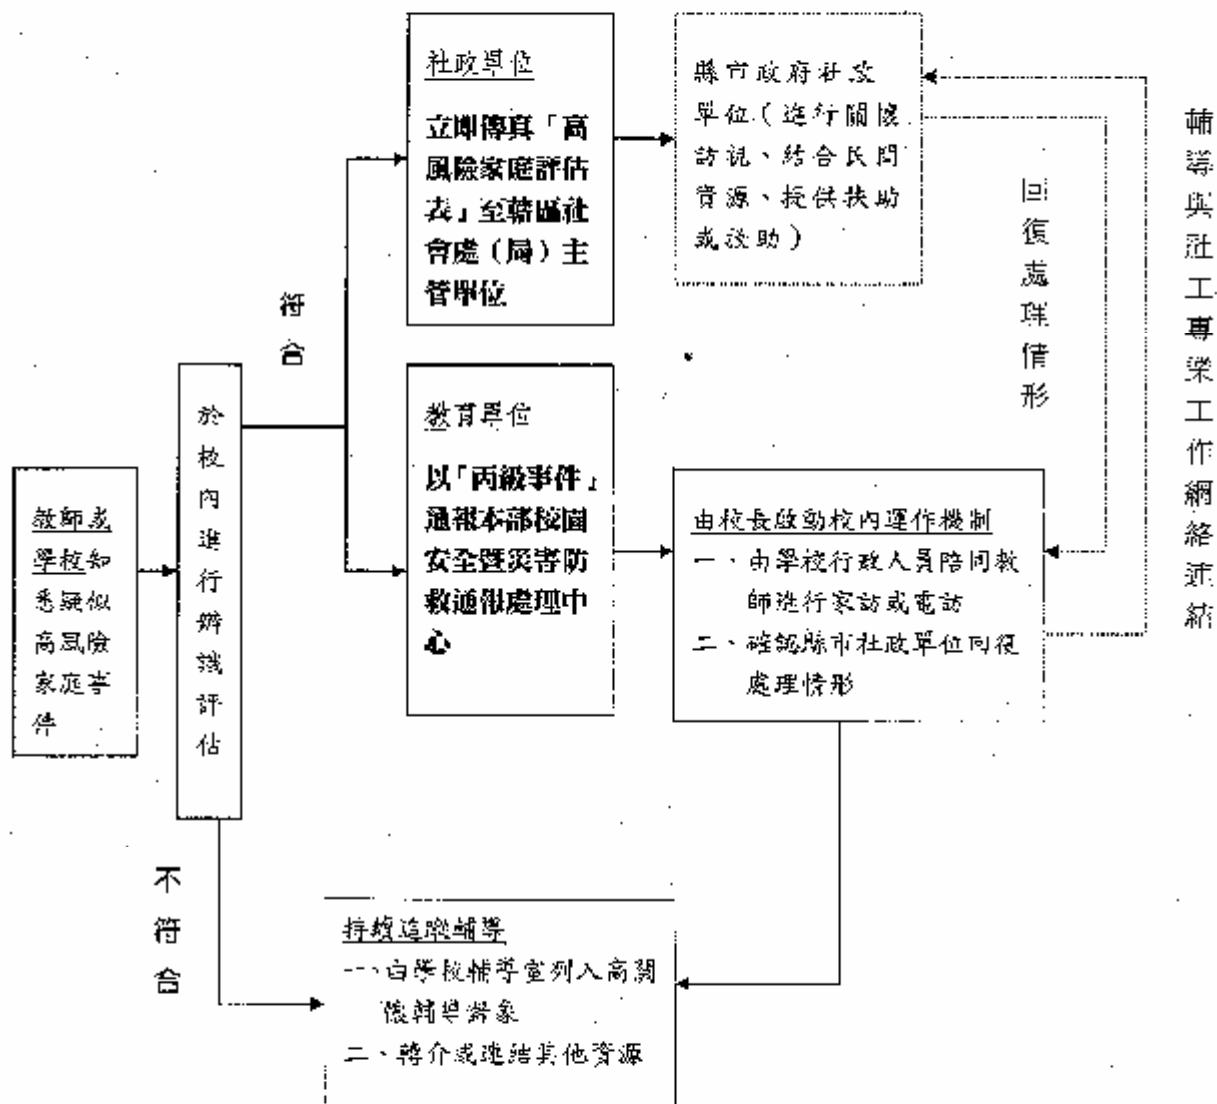 教師或
學校知
悉疑似
高風險
家庭事
件
於校內進行辨識評估
符合
不符合
社政單位
立即傳真「高
風險家庭評估
表」至轄區社
會處（局）主
管單位
縣市政府社政
單位（進行關懷
訪視、結合民間
資源、提供扶助
或援助）
教育單位
以「丙級事件」
通報本部校園
安全暨災害防
救通報處理中
心
由校長啟動校內運作機制
一、由學校行政人員陪同教
師進行家訪或電訪
二、確認縣市社政單位回復
處理情形
回復處理情形
輔導與社工專業工作網絡連結
持續追蹤輔導
一、由學校輔導室列入高關
懷輔導對象
二、轉介或連結其他資源